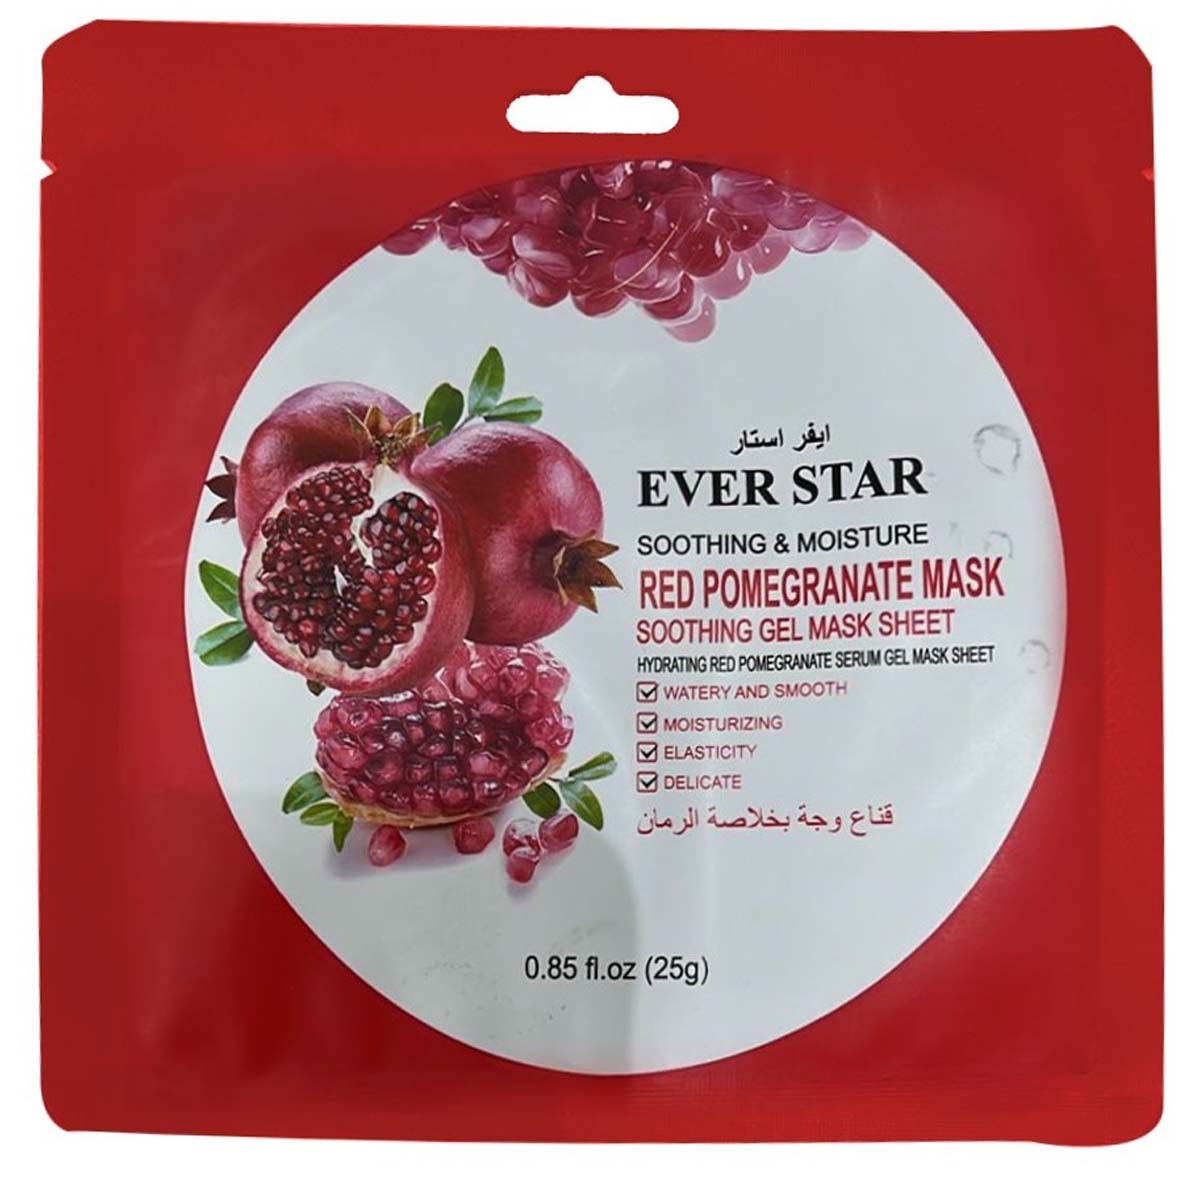 ايفر استار
EVER STAR
SOOTHING & MOISTURE
RED POMEGRANATE MASK
SOOTHING GEL MASK SHEET
HYDRATING RED POMEGRANATE SERUM GEL MASK SHEET
WATERY AND SMOOTH
MOISTURIZING
ELASTICITY
DELICATE
قناع وجة بخلاصة الرمان
0.85 fl.oz (25g)